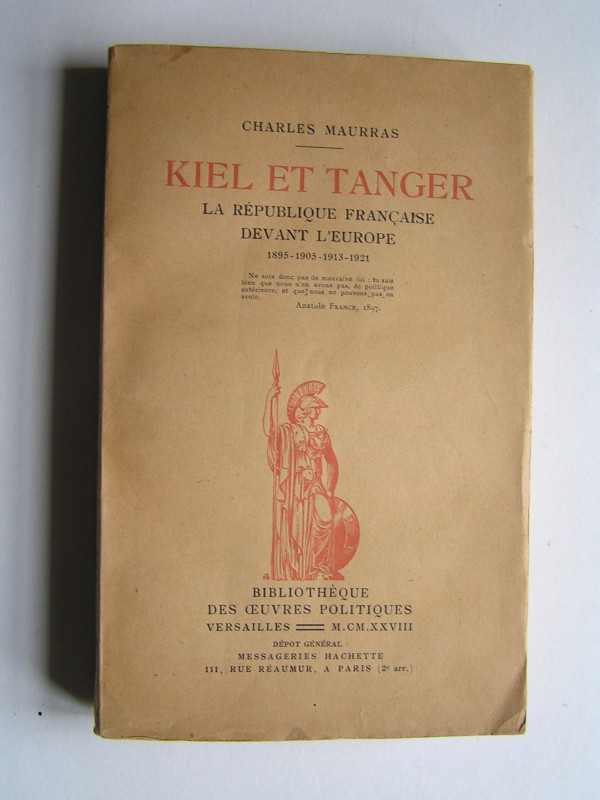 CHARLES MAURRAS
KIEL ET TANGER
LA RÉPUBLIQUE FRANÇAISE
DEVANT L'EUROPE
1895-1905-1913-1921
Ne sois donc pas de mauvaise foi : tu sais
bien que nous n'en avons pas, de politique
extérieure, et que nous ne pouvons pas en
avoir.
Anatole FRANCE, 1897.
BIBLIOTHÈQUE
DES ŒUVRES POLITIQUES
VERSAILLES M.CM.XXVIII
DÉPOT GÉNÉRAL :
MESSAGERIES HACHETTE
111, RUE RÉAUMUR, A PARIS (2e arr.)